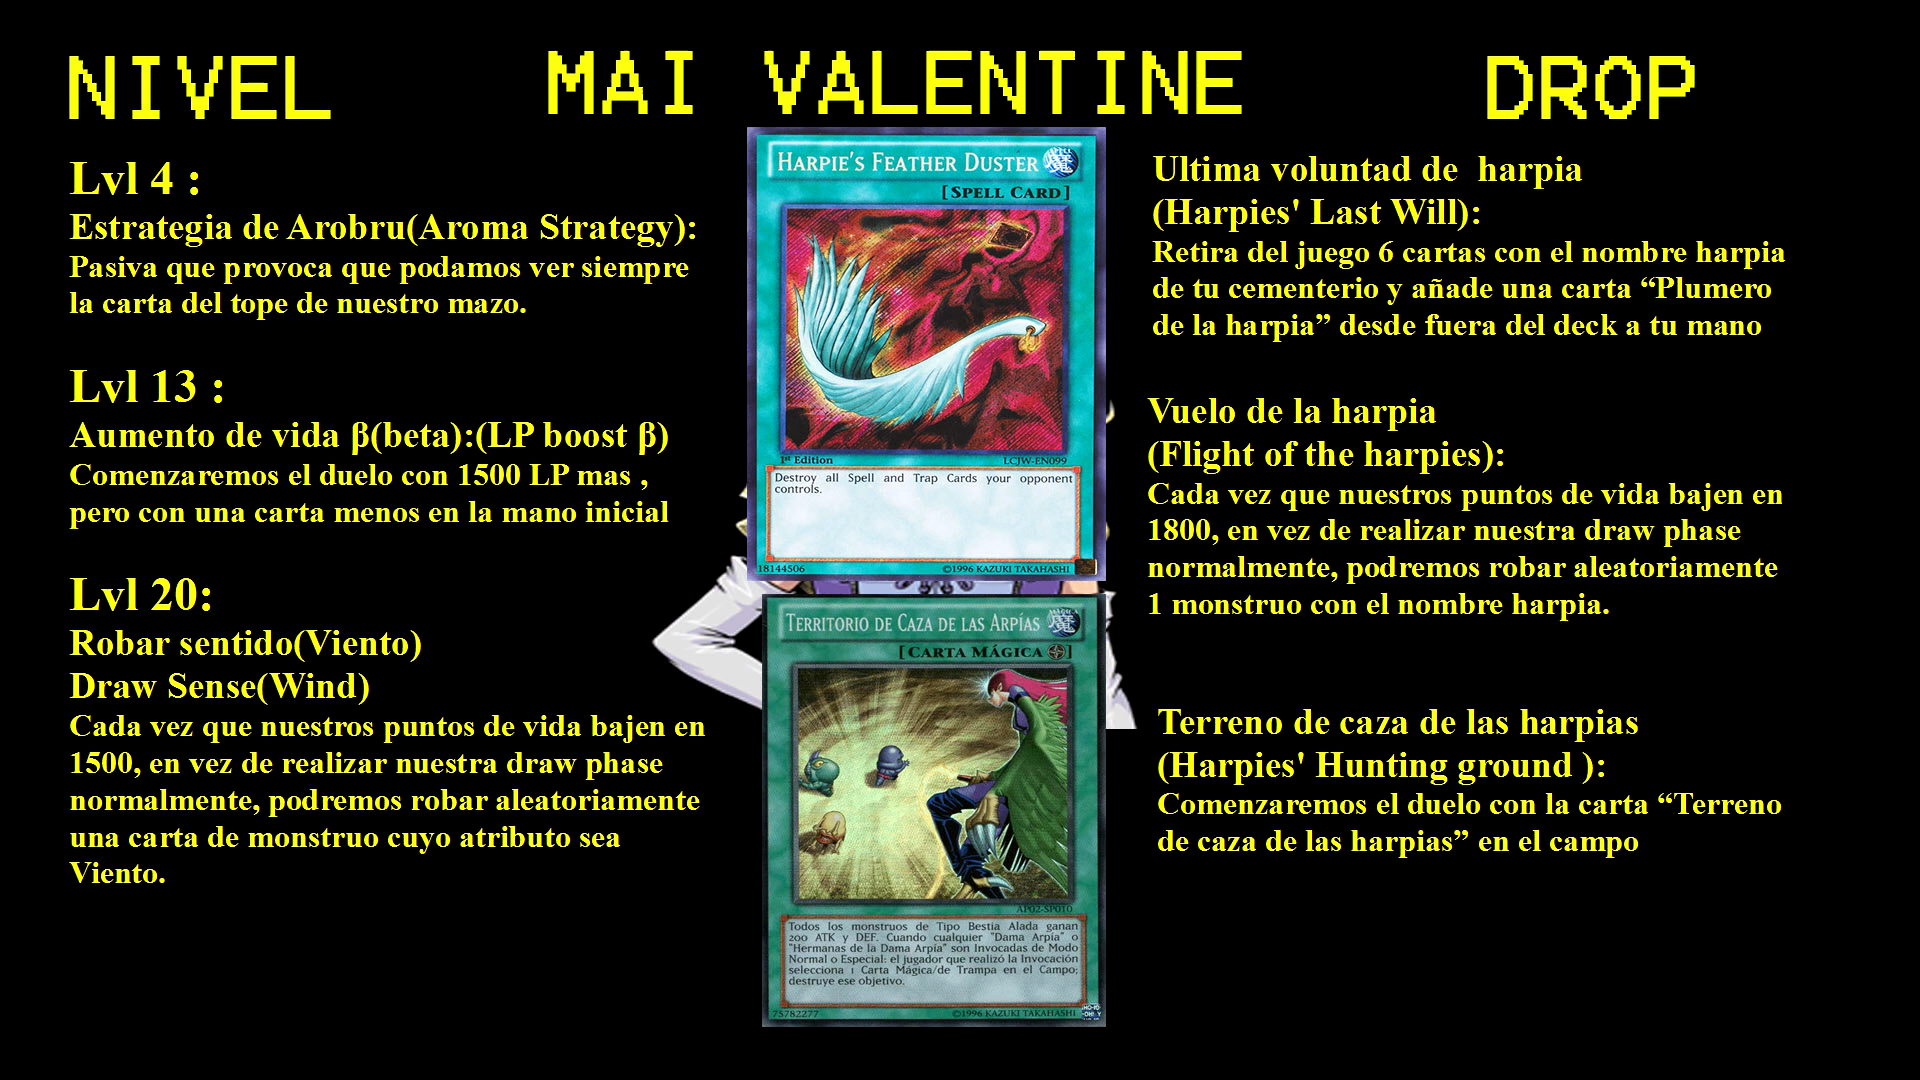 NIVEL
MAI VALENTINE
DROP
Lvl 4 :
Estrategia de Arobru(Aroma Strategy):
Pasiva que provoca que podamos ver siempre
la carta del tope de nuestro mazo.
Lvl 13 :
Aumento de vida β(beta):(LP boost β)
Comenzaremos el duelo con 1500 LP mas ,
pero con una carta menos en la mano inicial
Lvl 20:
Robar sentido(Viento)
Draw Sense(Wind)
Cada vez que nuestros puntos de vida bajen en
1500, en vez de realizar nuestra draw phase
normalmente, podremos robar aleatoriamente
una carta de monstruo cuyo atributo sea
Viento.
HARPIE'S FEATHER DUSTER
[SPELL CARD]
1st Edition
LCJW-EN099
Destroy all Spell and Trap Cards your opponent
controls.
18144506
©1996 KAZUKI TAKAHASHI
TERRITORIO DE CAZA DE LAS ARPÍAS
[CARTA MÁGICA]
AP02-SP010
Todos los monstruos de Tipo Bestia Alada ganan
200 ATK y DEF. Cuando cualquier "Dama Arpía" o
"Hermanas de la Dama Arpía" son Invocadas de Modo
Normal o Especial: el jugador que realizó la Invocación
selecciona 1 Carta Mágica/de Trampa en el Campo;
destruye ese objetivo.
75782277
©1996 KAZUKI TAKAHASHI
Ultima voluntad de  harpia
(Harpies' Last Will):
Retira del juego 6 cartas con el nombre harpia
de tu cementerio y añade una carta “Plumero
de la harpia” desde fuera del deck a tu mano
Vuelo de la harpia
(Flight of the harpies):
Cada vez que nuestros puntos de vida bajen en
1800, en vez de realizar nuestra draw phase
normalmente, podremos robar aleatoriamente
1 monstruo con el nombre harpia.
Terreno de caza de las harpias
(Harpies' Hunting ground ):
Comenzaremos el duelo con la carta “Terreno
de caza de las harpias” en el campo